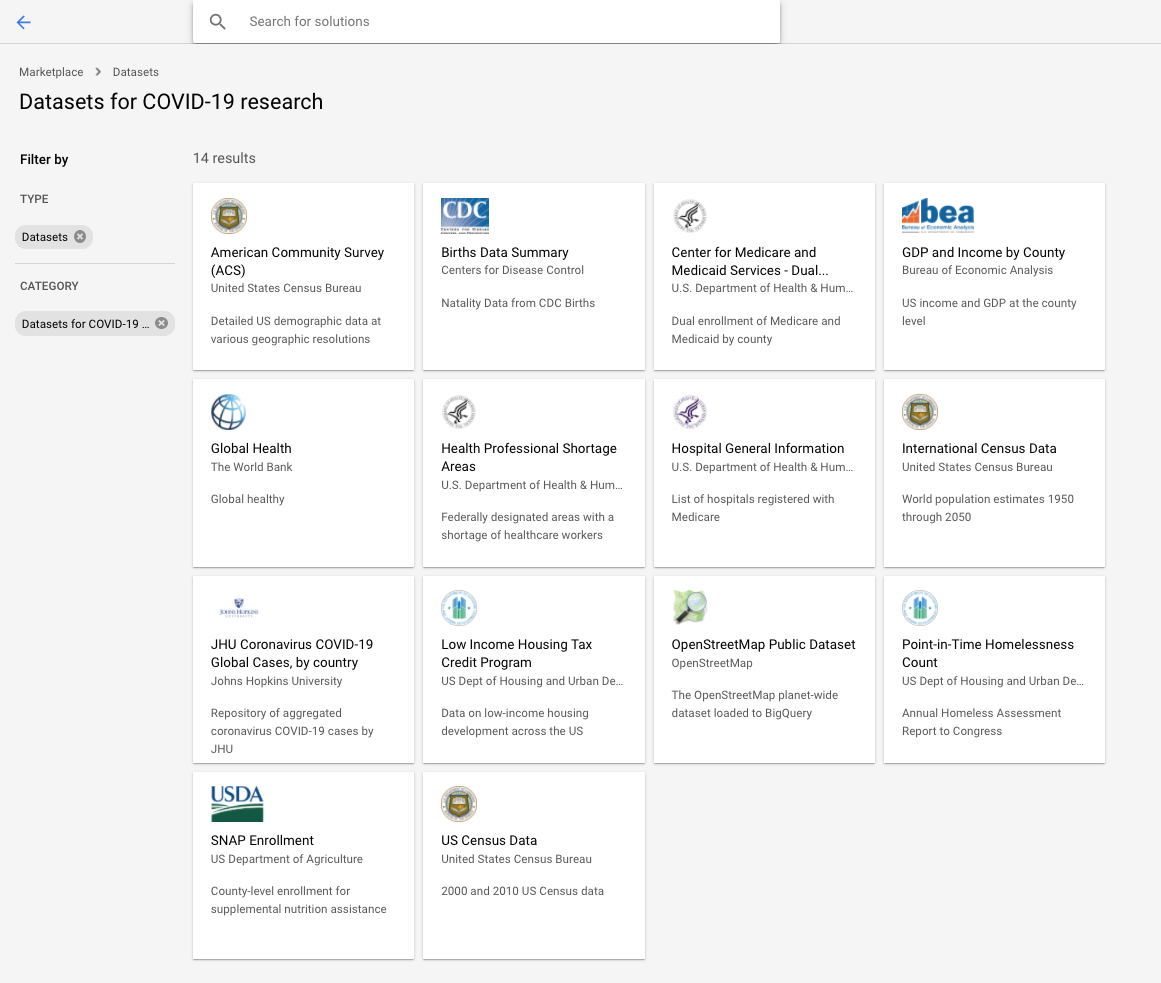 Search for solutions
Marketplace > Datasets
Datasets for COVID-19 research
Filter by
TYPE
Datasets
CATEGORY
Datasets for COVID-19 ...
14 results
American Community Survey
(ACS)
United States Census Bureau
Detailed US demographic data at
various geographic resolutions
CDC
Births Data Summary
Centers for Disease Control
Natality Data from CDC Births
Center for Medicare and
Medicaid Services - Dual...
U.S. Department of Health & Hum...
Dual enrollment of Medicare and
Medicaid by county
bea
Bureau of Economic Analysis
GDP and Income by County
Bureau of Economic Analysis
US income and GDP at the county
level
Global Health
The World Bank
Global healthy
Health Professional Shortage
Areas
U.S. Department of Health & Hum...
Federally designated areas with a
shortage of healthcare workers
Hospital General Information
U.S. Department of Health & Hum...
List of hospitals registered with
Medicare
International Census Data
United States Census Bureau
World population estimates 1950
through 2050
JOHNS HOPKINS
UNIVERSITY
JHU Coronavirus COVID-19
Global Cases, by country
Johns Hopkins University
Repository of aggregated
coronavirus COVID-19 cases by
JHU
Low Income Housing Tax
Credit Program
US Dept of Housing and Urban De...
Data on low-income housing
development across the US
OpenStreetMap Public Dataset
OpenStreetMap
The OpenStreetMap planet-wide
dataset loaded to BigQuery
Point-in-Time Homelessness
Count
US Dept of Housing and Urban De...
Annual Homeless Assessment
Report to Congress
USDA
SNAP Enrollment
US Department of Agriculture
County-level enrollment for
supplemental nutrition assistance
US Census Data
United States Census Bureau
2000 and 2010 US Census data